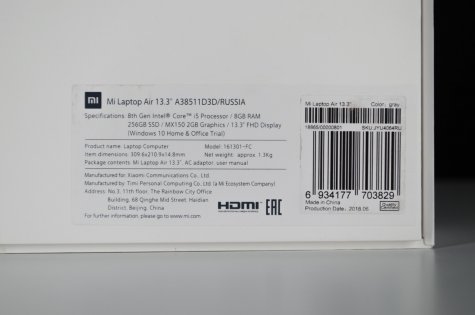 mi
Mi Laptop Air 13.3" A38511D3D/RUSSIA
Specifications: 8th Gen Intel® Core™ i5 Processor / 8GB RAM
256GB SSD / MX150 2GB Graphics / 13.3" FHD Display
(Windows 10 Home & Office Trial)
Product name: Laptop Computer
Model: 161301-FC
Item dimensions: 309.6x210.9x14.8mm
Net weight: approx. 1.3Kg
Package contents: Mi Laptop Air 13.3", AC adaptor, user manual
Manufactured for: Xiaomi Communications Co., Ltd.
Manufactured by: Timi Personal Computing Co., Ltd. (a Mi Ecosystem Company)
Address: No.3, 11th floor, The Rainbow City Office
Building, 68 Qinghe Mid Street, Haidian
District, Beijing, China
For further information, please go to www.mi.com
HDMI
EAC
Mi Laptop Air 13.3"
Color: gray
18665/00000801
SKU: JYU4064RU
6 934177 703829
Made in China
Production Date: 2018.05